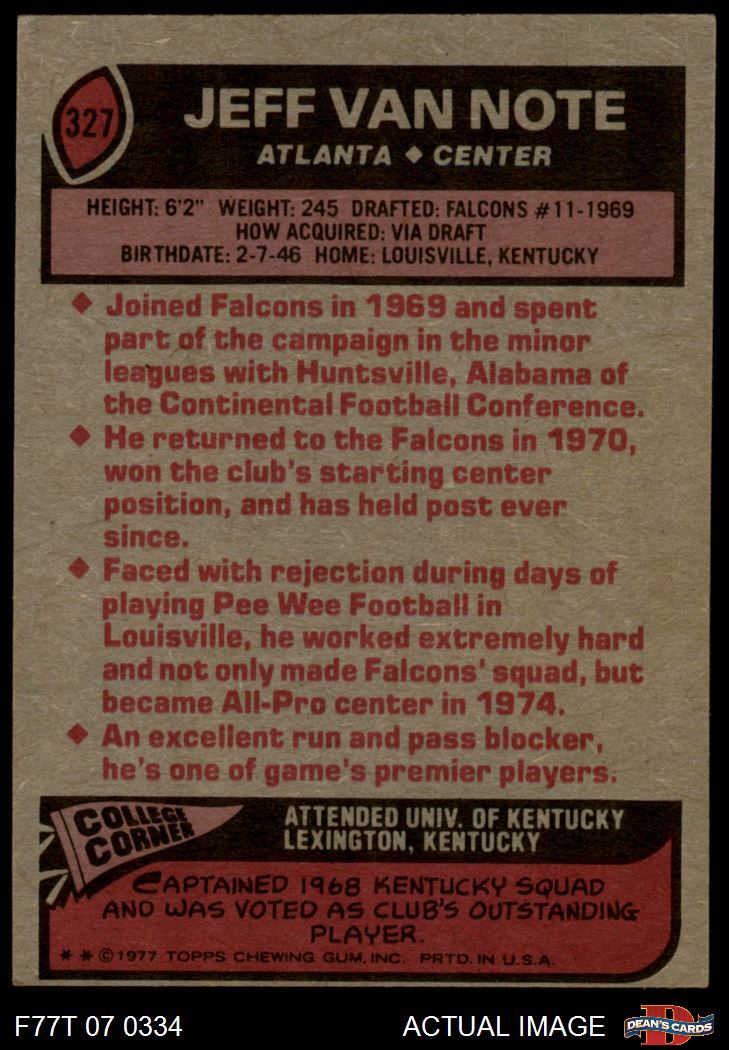 327
JEFF VAN NOTE
ATLANTA ◆ CENTER
HEIGHT: 6'2" WEIGHT: 245 DRAFTED: FALCONS #11-1969
HOW ACQUIRED: VIA DRAFT
BIRTHDATE: 2-7-46 HOME: LOUISVILLE, KENTUCKY
◆ Joined Falcons in 1969 and spent
part of the campaign in the minor
leagues with Huntsville, Alabama of
the Continental Football Conference.
◆ He returned to the Falcons in 1970,
won the club's starting center
position, and has held post ever
since.
◆ Faced with rejection during days of
playing Pee Wee Football in
Louisville, he worked extremely hard
and not only made Falcons' squad, but
became All-Pro center in 1974.
◆ An excellent run and pass blocker,
he's one of game's premier players.
COLLEGE
CORNER
ATTENDED UNIV. OF KENTUCKY
LEXINGTON, KENTUCKY
CAPTAINED 1968 KENTUCKY SQUAD
AND WAS VOTED AS CLUB'S OUTSTANDING
PLAYER.
* * © 1977 TOPPS CHEWING GUM, INC. PRTD. IN U.S.A.
F77T 07 0334
ACTUAL IMAGE
D
DEAN'S CARDS